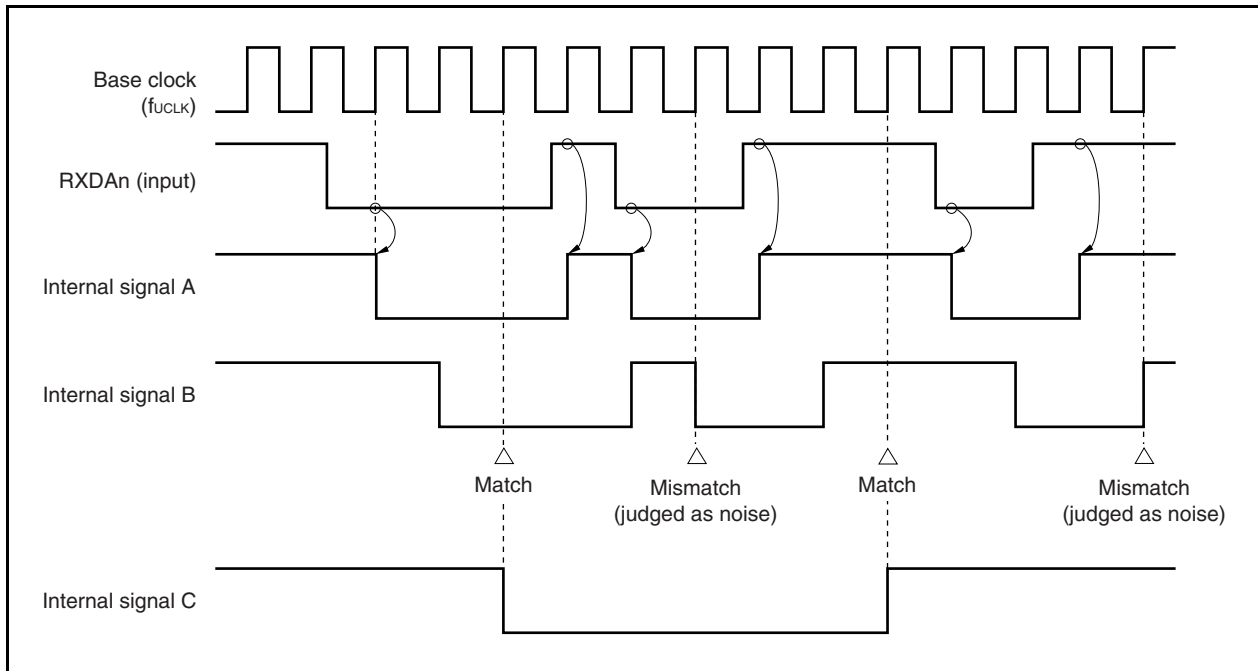 Base clock
(fUCLK)
RXDAn (input)
Internal signal A
Internal signal B
Match
Mismatch
(judged as noise)
Match
Mismatch
(judged as noise)
Internal signal C